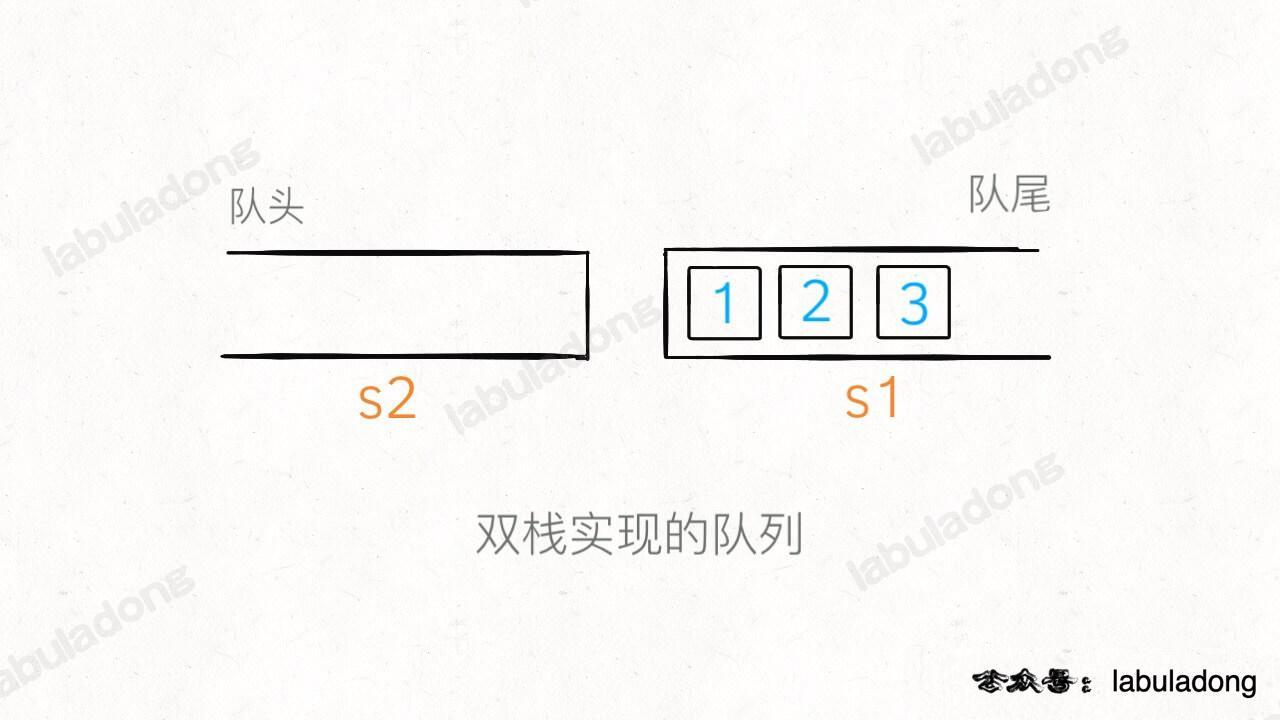 labuladong
labuladong
队头
队尾
1 2 3
labuladong
s2
s1
labuladong
双栈实现的队列
labuladong
公众号：labuladong